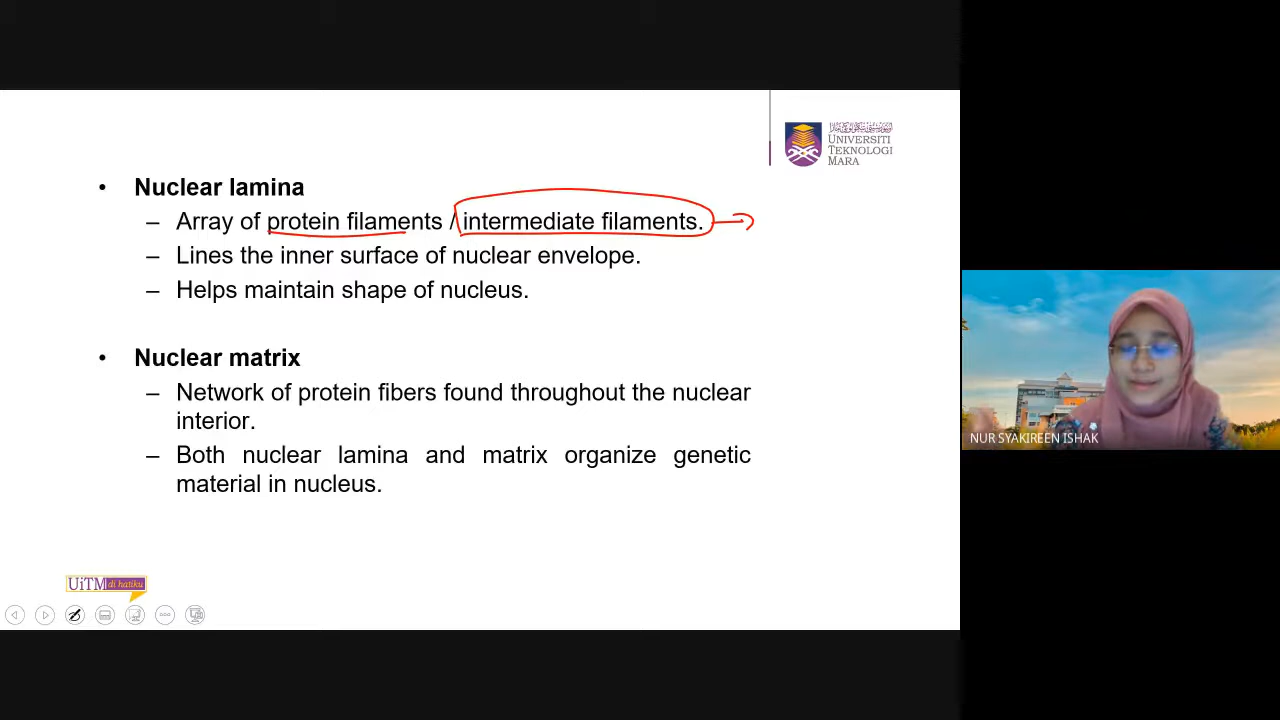 UNIVERSITI
TEKNOLOGI
MARA
• Nuclear lamina
– Array of protein filaments / intermediate filaments.
– Lines the inner surface of nuclear envelope.
– Helps maintain shape of nucleus.
• Nuclear matrix
– Network of protein fibers found throughout the nuclear
interior.
– Both nuclear lamina and matrix organize genetic
material in nucleus.
NUR SYAKIREEN ISHAK
UiTM di hatiku